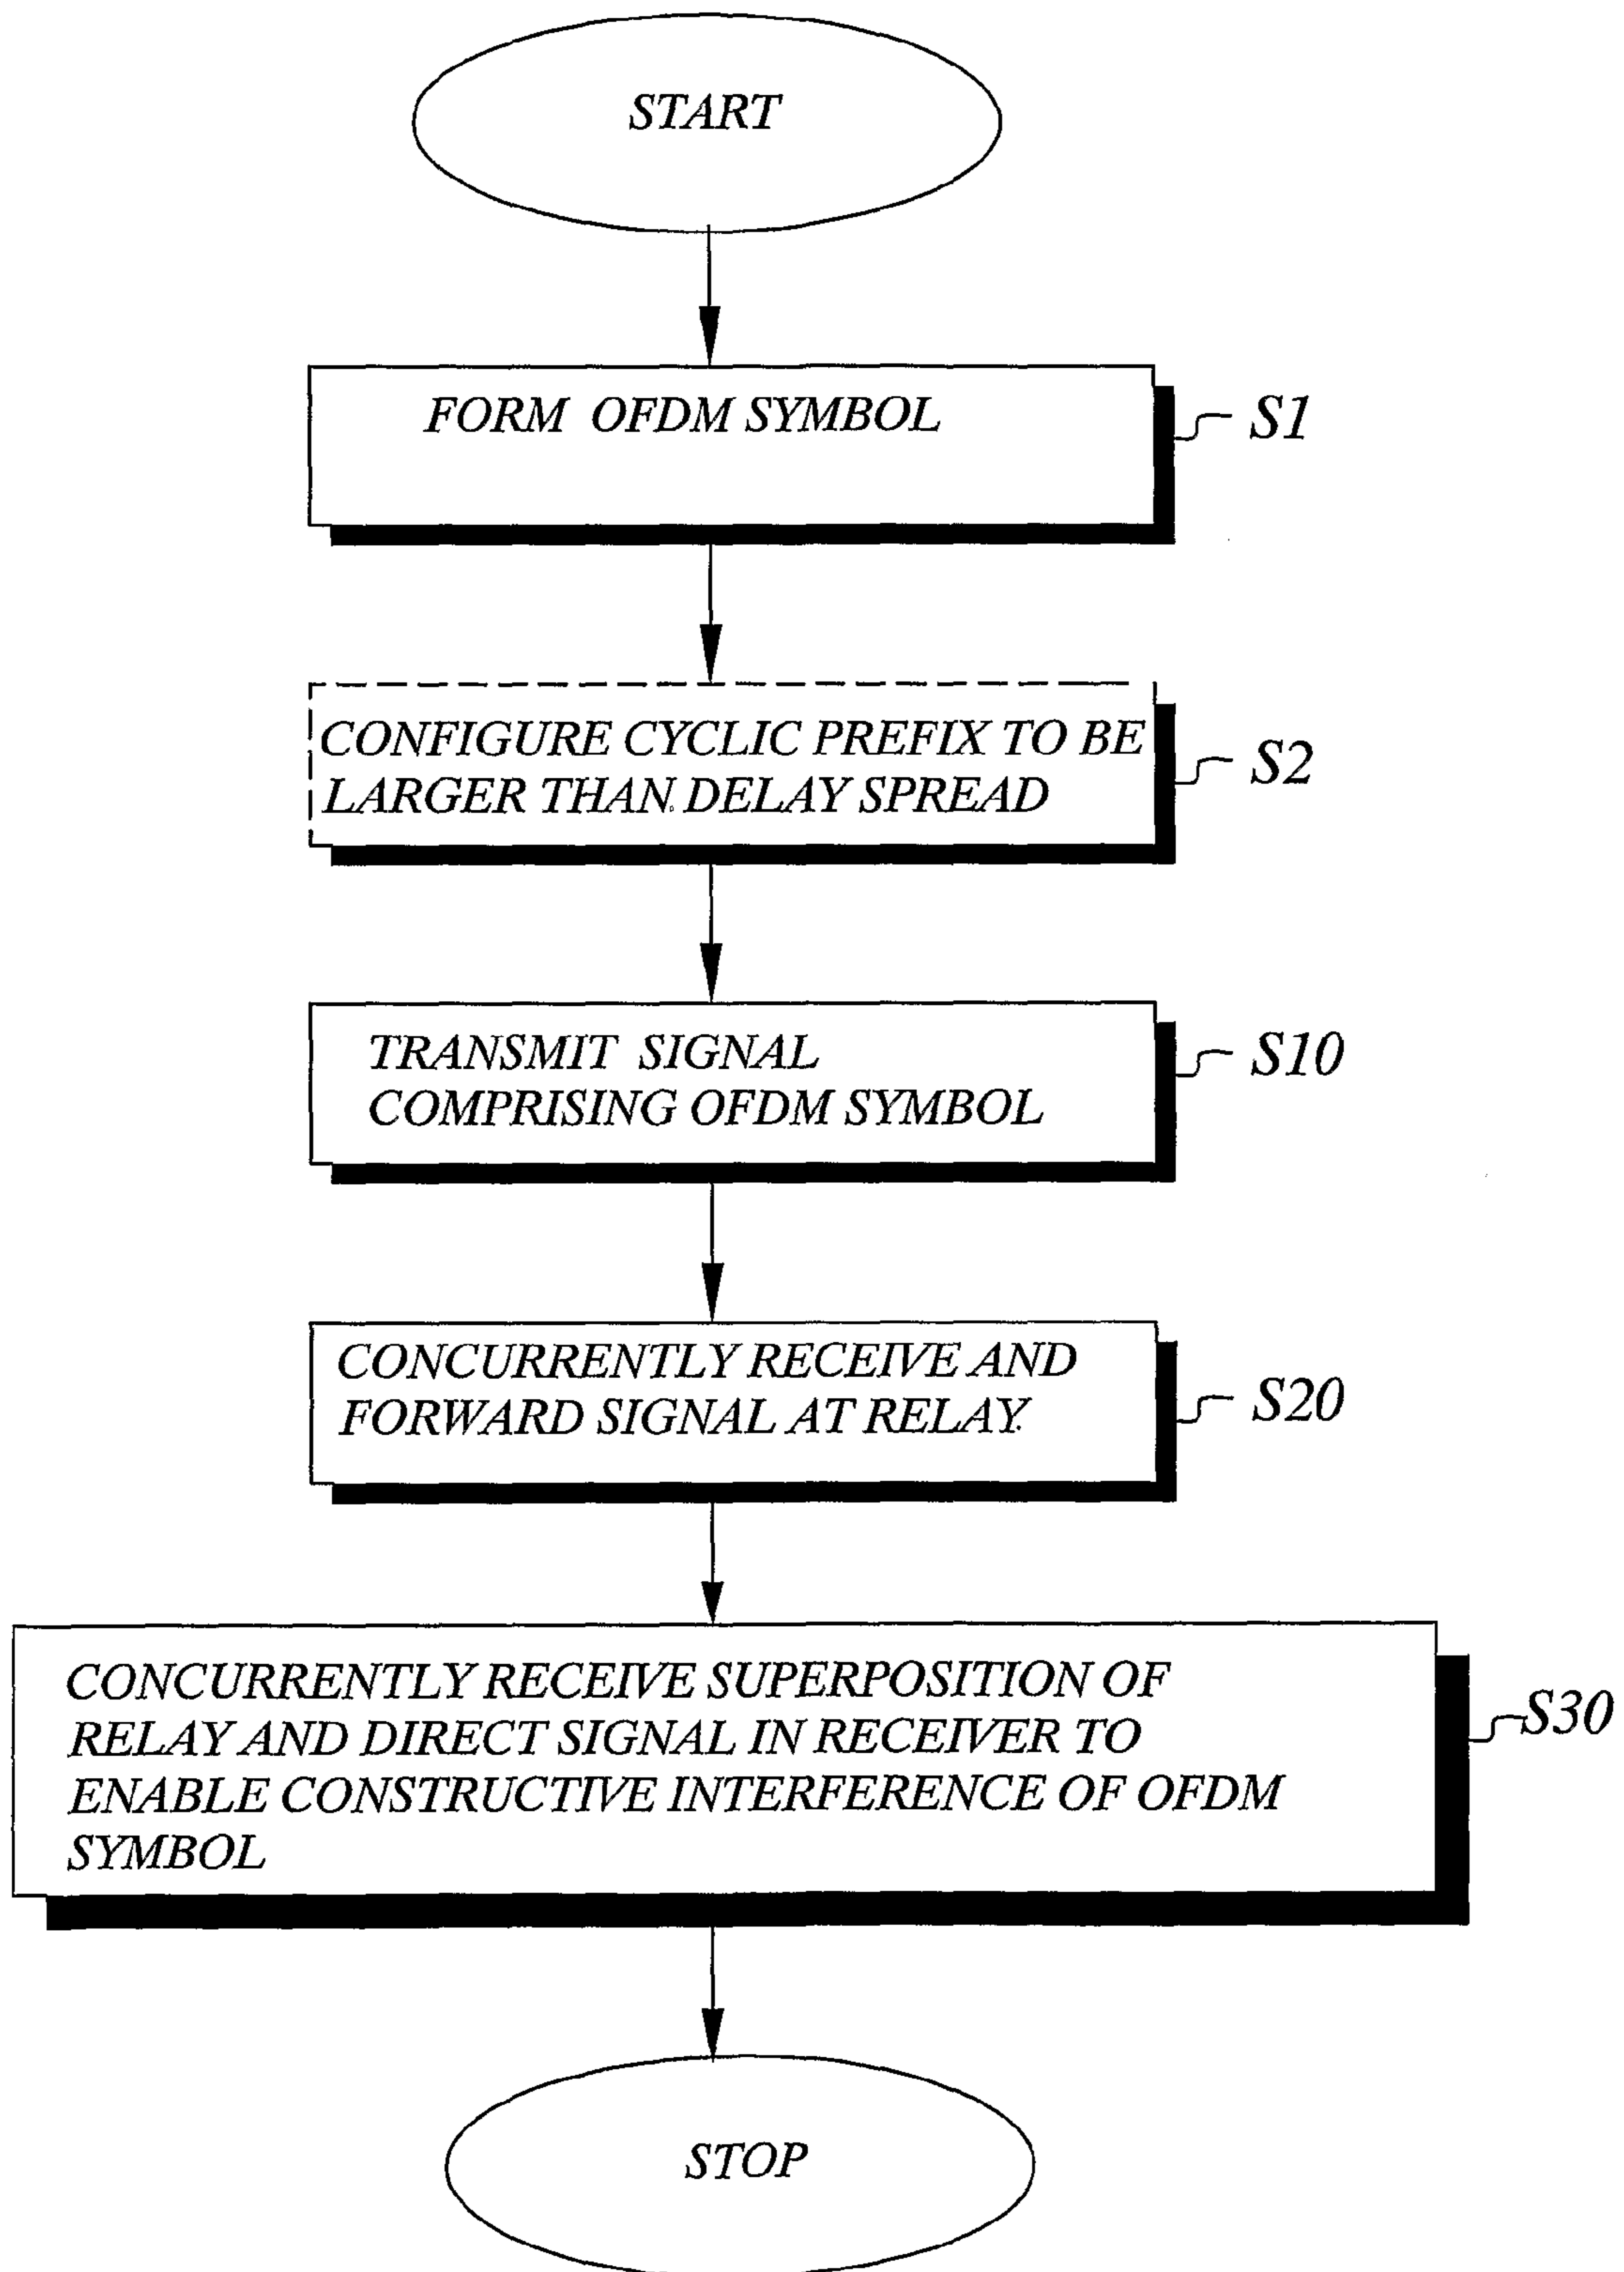 START
FORM OFDM SYMBOL
S1
CONFIGURE CYCLIC PREFIX TO BE
LARGER THAN DELAY SPREAD
S2
TRANSMIT SIGNAL
COMPRISING OFDM SYMBOL
S10
CONCURRENTLY RECEIVE AND
FORWARD SIGNAL AT RELAY.
S20
CONCURRENTLY RECEIVE SUPERPOSITION OF
RELAY AND DIRECT SIGNAL IN RECEIVER TO
ENABLE CONSTRUCTIVE INTERFERENCE OF OFDM
SYMBOL
S30
STOP